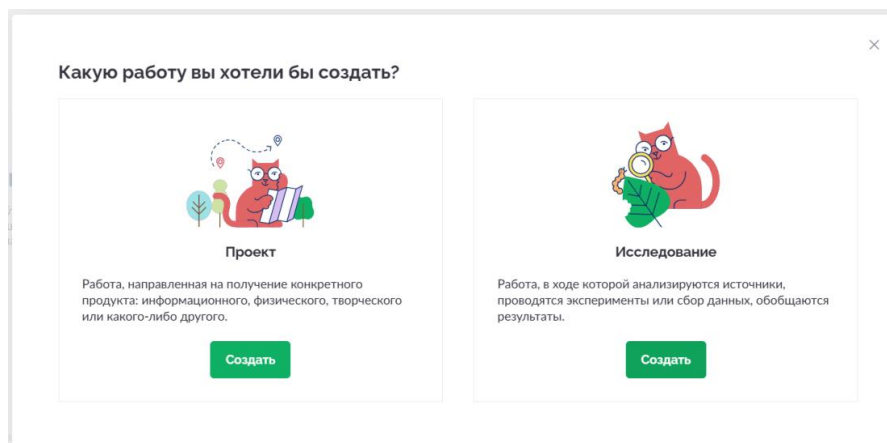 Какую работу вы хотели бы создать?
Проект
Работа, направленная на получение конкретного
продукта: информационного, физического, творческого
или какого-либо другого.
Создать
Исследование
Работа, в ходе которой анализируются источники,
проводятся эксперименты или сбор данных, обобщаются
результаты.
Создать